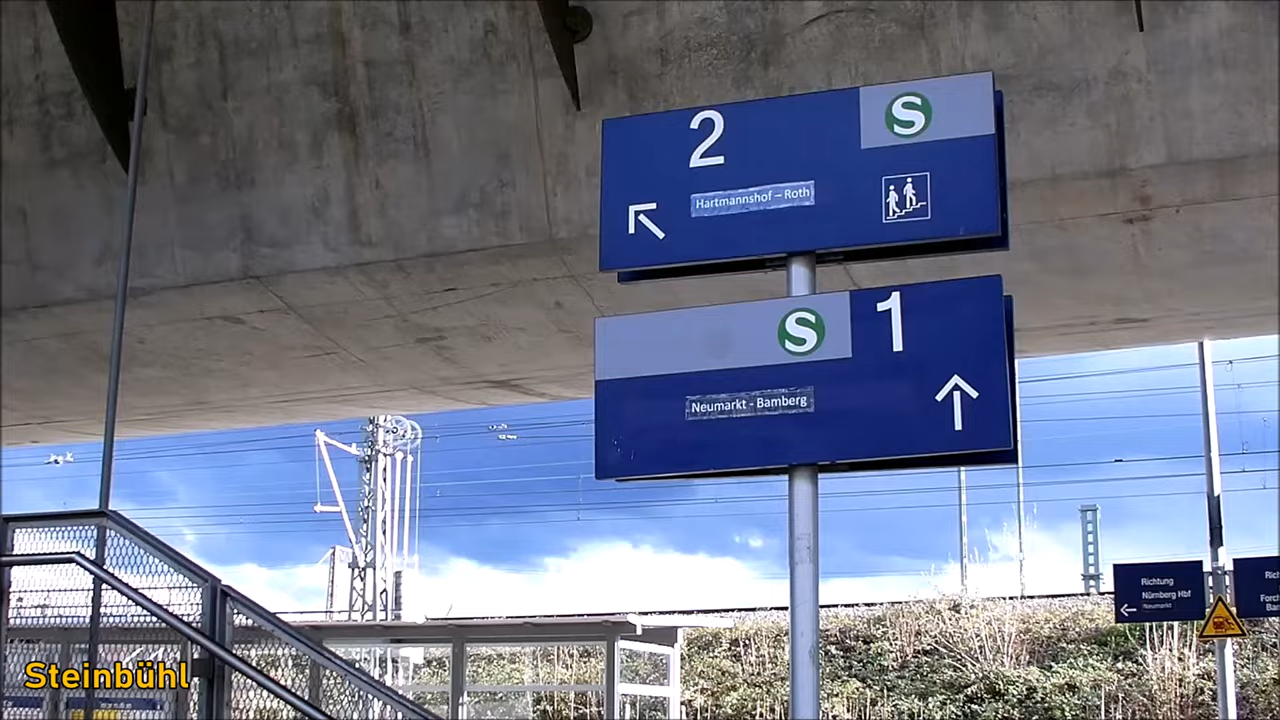 2
S
Hartmannshof – Roth
S
1
Neumarkt - Bamberg
Richtung
Nürnberg Hbf
Neumarkt
Steinbühl